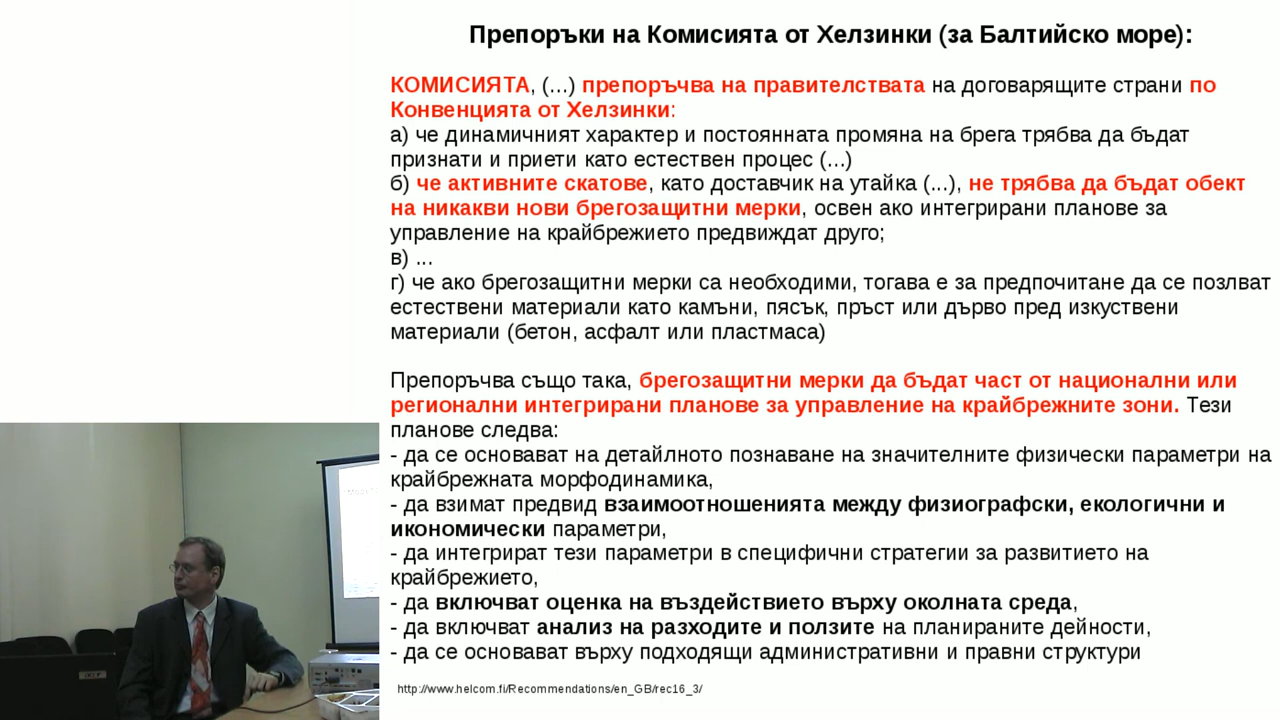 Препоръки на Комисията от Хелзинки (за Балтийско море):
КОМИСИЯТА, (...) препоръчва на правителствата на договарящите страни по
Конвенцията от Хелзинки:
а) че динамичният характер и постоянната промяна на брега трябва да бъдат
признати и приети като естествен процес (...)
б) че активните скатове, като доставчик на утайка (...), не трябва да бъдат обект
на никакви нови брегозащитни мерки, освен ако интегрирани планове за
управление на крайбрежието предвиждат друго;
в) ...
г) че ако брегозащитни мерки са необходими, тогава е за предпочитане да се позлват
естествени материали като камъни, пясък, пръст или дърво пред изкуствени
материали (бетон, асфалт или пластмаса)
Препоръчва също така, брегозащитни мерки да бъдат част от национални или
регионални интегрирани планове за управление на крайбрежните зони. Тези
планове следва:
- да се основават на детайлното познаване на значителните физически параметри на
крайбрежната морфодинамика,
- да взимат предвид взаимоотношенията между физиографски, екологични и
икономически параметри,
- да интегрират тези параметри в специфични стратегии за развитието на
крайбрежието,
- да включват оценка на въздействието върху околната среда,
- да включват анализ на разходите и ползите на планираните дейности,
- да се основават върху подходящи административни и правни структури
http://www.helcom.fi/Recommendations/en_GB/rec16_3/
acer